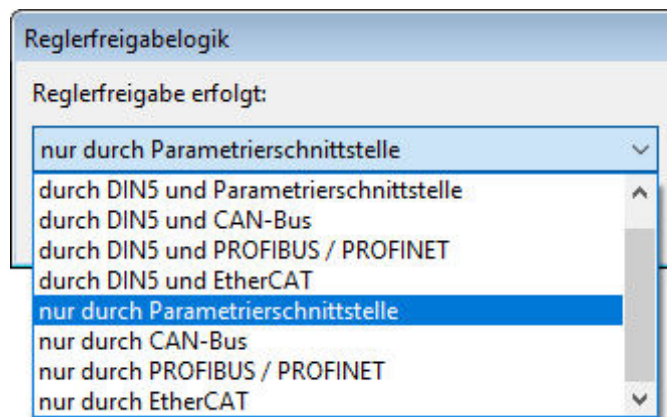 Reglerfreigabelogik
Reglerfreigabe erfolgt:
nur durch Parametrierschnittstelle
durch DIN5 und Parametrierschnittstelle
durch DIN5 und CAN-Bus
durch DIN5 und PROFIBUS / PROFINET
durch DIN5 und EtherCAT
nur durch Parametrierschnittstelle
nur durch CAN-Bus
nur durch PROFIBUS / PROFINET
nur durch EtherCAT